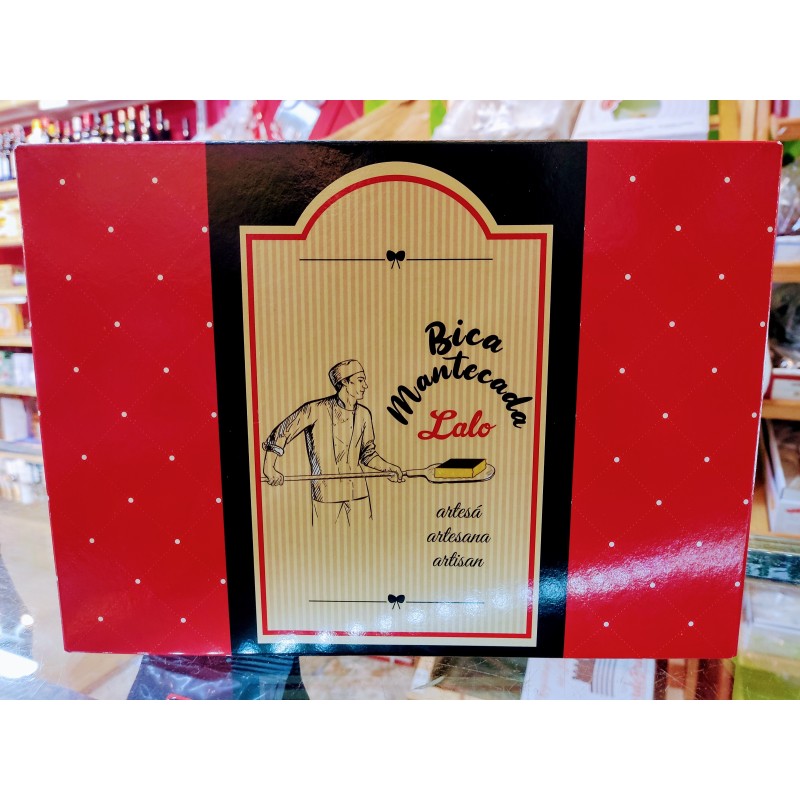 Bica
Mantecada
Lalo
artesá
artesana
artisan